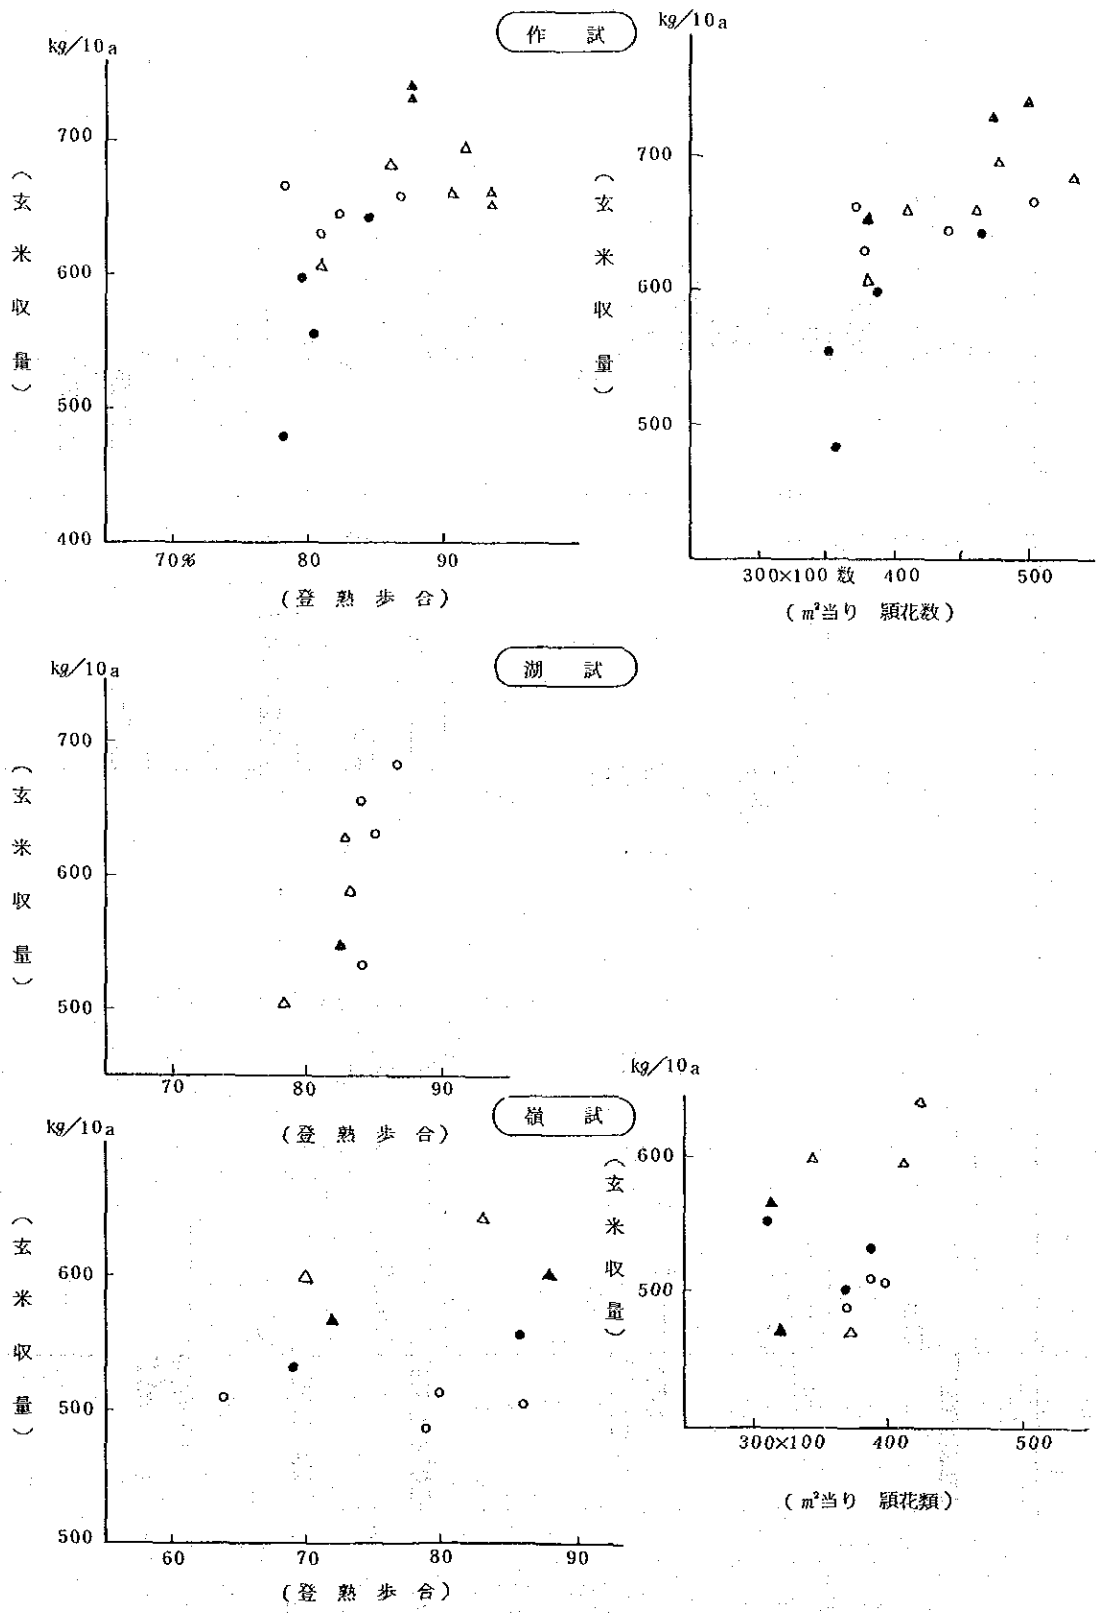 作 試
kg/10a
700
600
500
400
70% 80 90
(玄米収量)
(登熟歩合)
kg/10a
700
600
500
300×100 数 400 500
(玄米収量)
(m²当り 穎花数)
湖 試
kg/10a
700
600
500
70 80 90
(玄米収量)
(登熟歩合)
嶺 試
kg/10a
600
500
500
60 70 80 90
(玄米収量)
(登熟歩合)
kg/10a
600
500
300×100 400 500
(玄米収量)
(m²当り 穎花類)